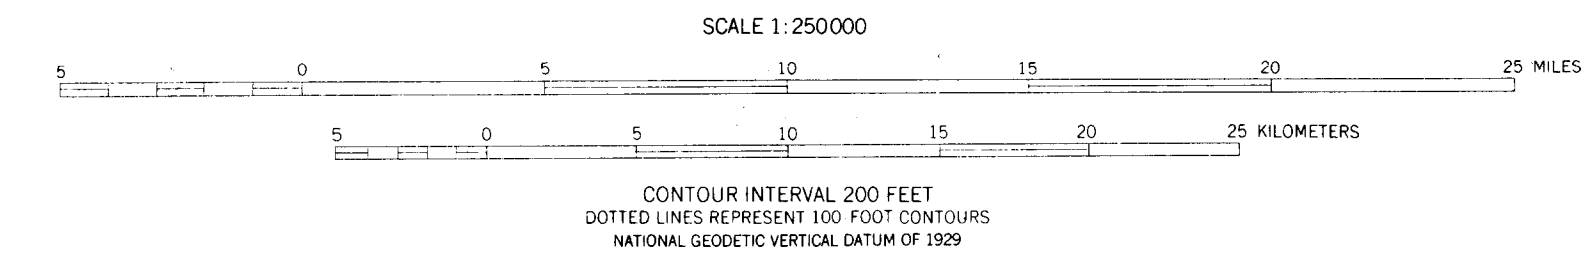 SCALE 1:250000
5 0 5 10 15 20 25 MILES
5 0 5 10 15 20 25 KILOMETERS
CONTOUR INTERVAL 200 FEET
DOTTED LINES REPRESENT 100 FOOT CONTOURS
NATIONAL GEODETIC VERTICAL DATUM OF 1929